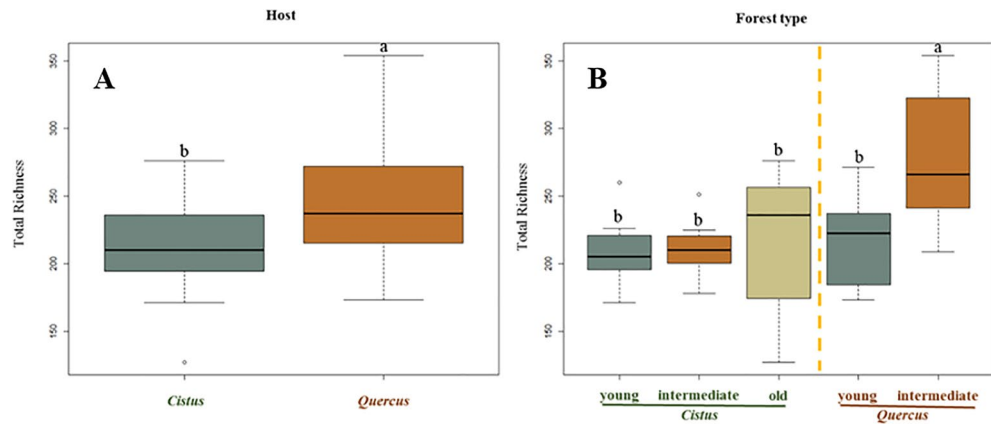 Host
A
Total Richness
350
300
250
200
150
b
a
Cistus
Quercus
Forest type
B
Total Richness
350
300
250
200
150
b
b
b
b
a
young intermediate old young intermediate
Cistus Quercus